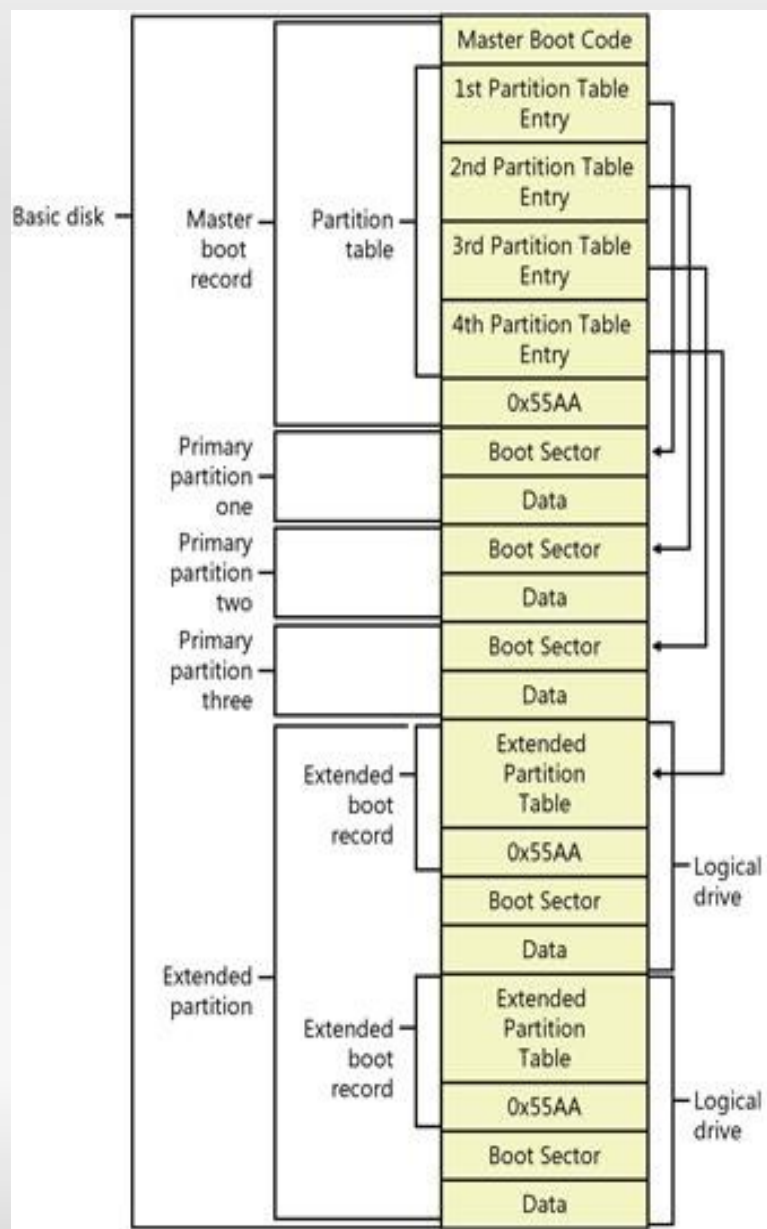 Basic disk
Master
boot
record
Partition
table
Master Boot Code
1st Partition Table
Entry
2nd Partition Table
Entry
3rd Partition Table
Entry
4th Partition Table
Entry
0x55AA
Primary
partition
one
Boot Sector
Data
Primary
partition
two
Boot Sector
Data
Primary
partition
three
Boot Sector
Data
Extended
partition
Extended
boot
record
Extended
Partition
Table
0x55AA
Boot Sector
Data
Logical
drive
Extended
boot
record
Extended
Partition
Table
0x55AA
Boot Sector
Data
Logical
drive